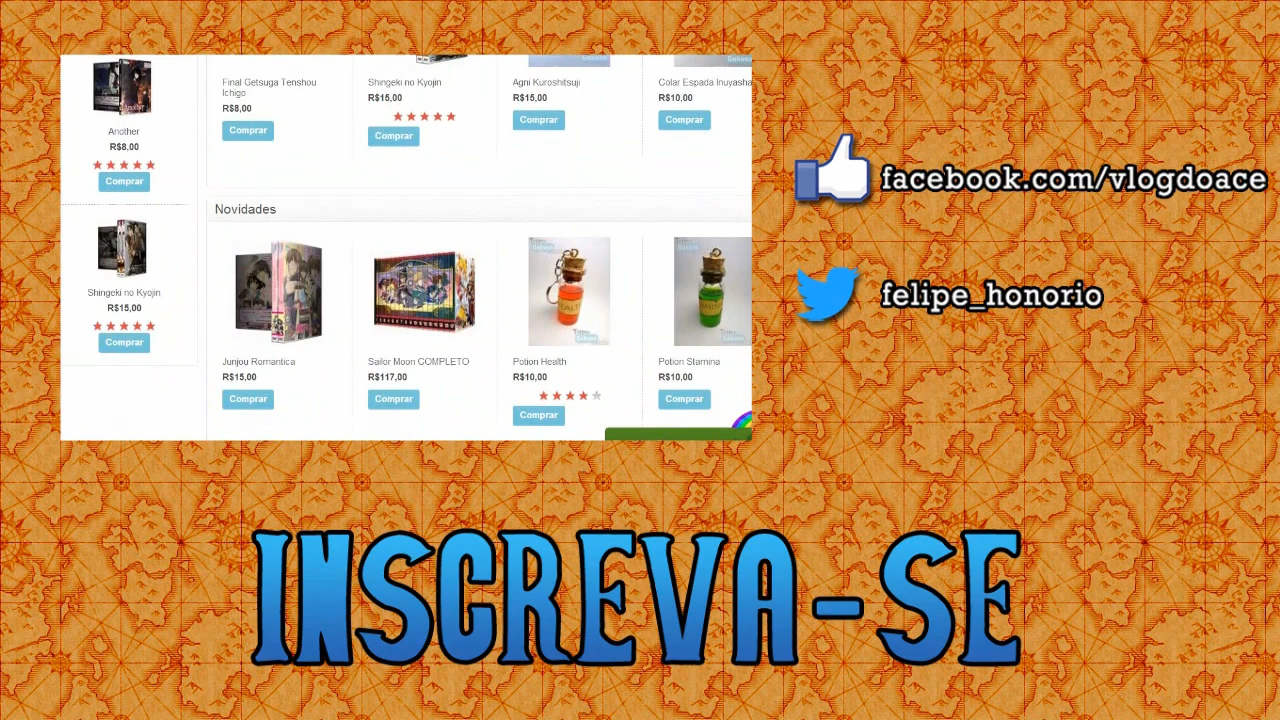 Another
R$8,00
Comprar
Shingeki no Kyojin
R$15,00
Comprar
Final Getsuga Tenshou
Ichigo
R$8,00
Comprar
Shingeki no Kyojin
R$15,00
Comprar
Agni Kuroshitsuji
R$15,00
Comprar
Colar Espada Inuyasha
R$10,00
Comprar
Novidades
Junjou Romantica
R$15,00
Comprar
Sailor Moon COMPLETO
R$117,00
Comprar
Potion Health
R$10,00
Comprar
Potion Stamina
R$10,00
Comprar
facebook.com/vlogdoace
felipe_honorio
INSCREVA-SE